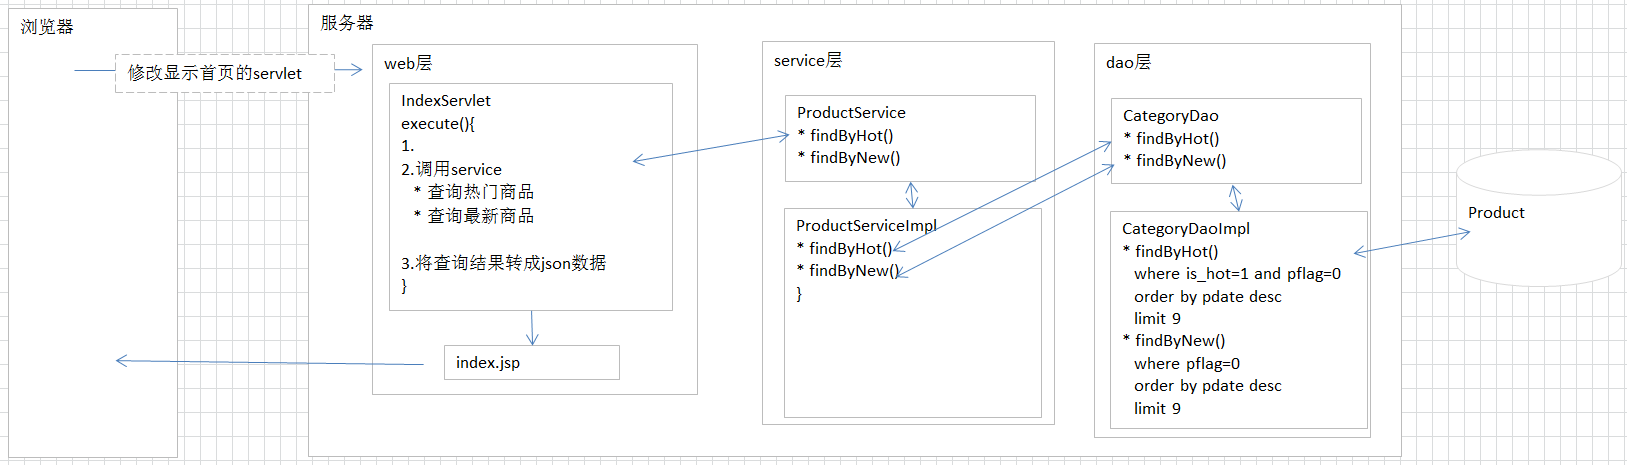 浏览器
修改显示首页的servlet
服务器
web层
IndexServlet
execute(){
1.
2.调用service
* 查询热门商品
* 查询最新商品
3.将查询结果转成json数据
}
index.jsp
service层
ProductService
* findByHot()
* findByNew()
ProductServiceImpl
* findByHot()
* findByNew()
}
dao层
CategoryDao
* findByHot()
* findByNew()
CategoryDaoImpl
* findByHot()
where is_hot=1 and pflag=0
order by pdate desc
limit 9
* findByNew()
where pflag=0
order by pdate desc
limit 9
Product